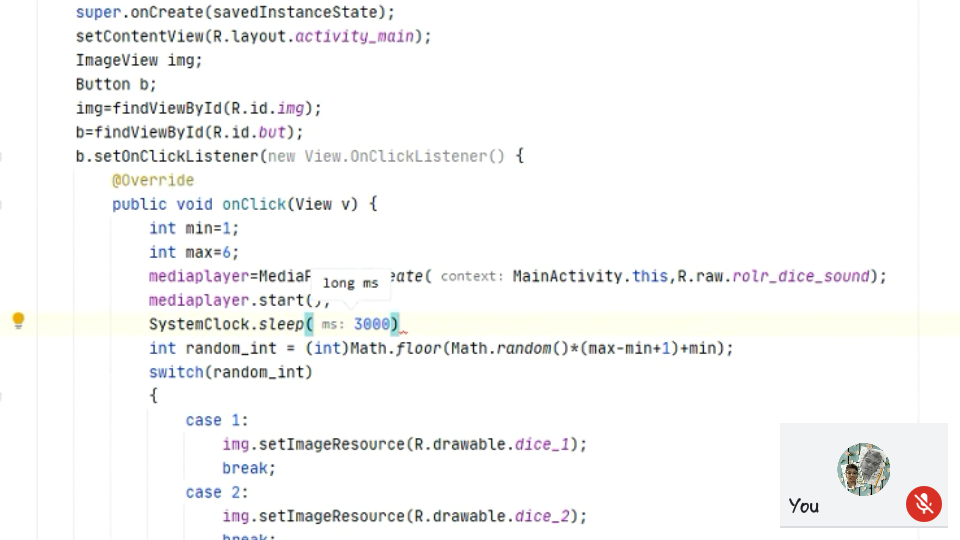 super.onCreate(savedInstanceState);
setContentView(R.layout.activity_main);
ImageView img;
Button b;
img=findViewById(R.id.img);
b=findViewById(R.id.but);
b.setOnClickListener(new View.OnClickListener() {
@Override
public void onClick(View v) {
int min=1;
int max=6;
mediaplayer=MediaP eate( context: MainActivity.this,R.raw.rolr_dice_sound);
long ms
mediaplayer.start();
SystemClock.sleep( ms: 3000)
int random_int = (int)Math.floor(Math.random()*(max-min+1)+min);
switch(random_int)
{
case 1:
img.setImageResource(R.drawable.dice_1);
break;
case 2:
img.setImageResource(R.drawable.dice_2);
break;
You